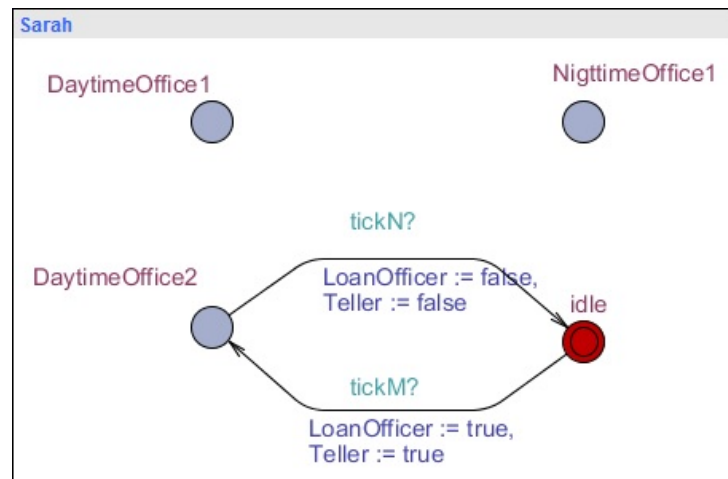 Sarah
DaytimeOffice1
NigttimeOffice1
tickN?
DaytimeOffice2
LoanOfficer := false,
Teller := false
idle
tickM?
LoanOfficer := true,
Teller := true